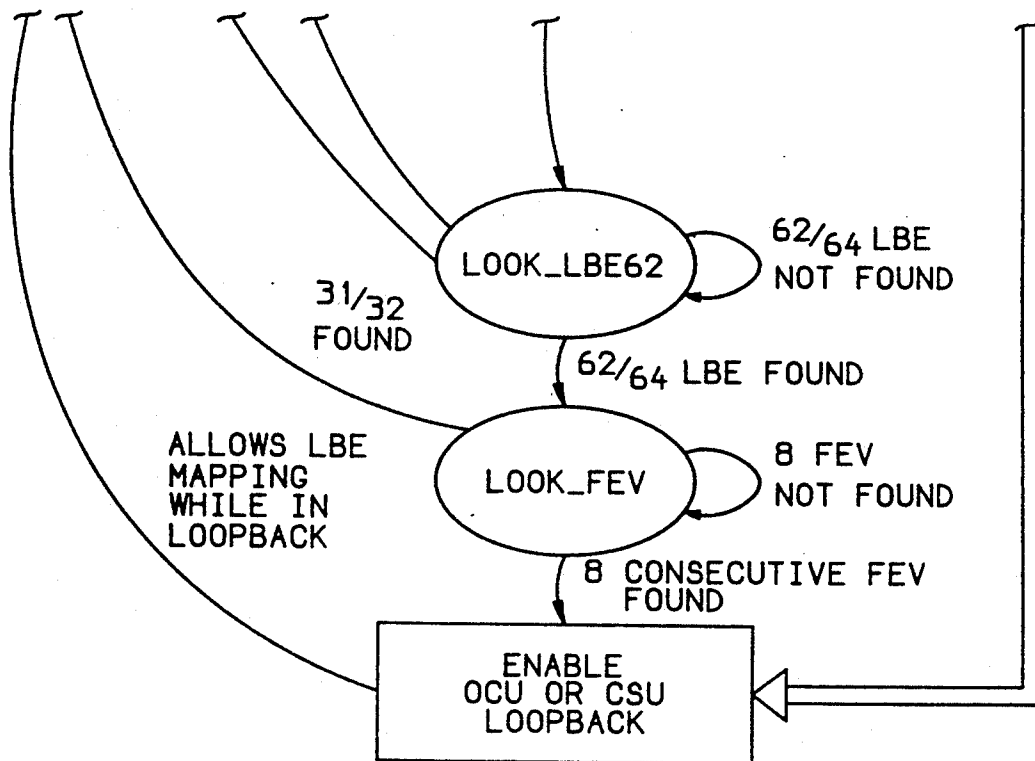 LOOK_LBE62
62/64 LBE
NOT FOUND
31/32
FOUND
62/64 LBE FOUND
ALLOWS LBE
MAPPING
WHILE IN
LOOPBACK
LOOK_FEV
8 FEV
NOT FOUND
8 CONSECUTIVE FEV
FOUND
ENABLE
OCU OR CSU
LOOPBACK